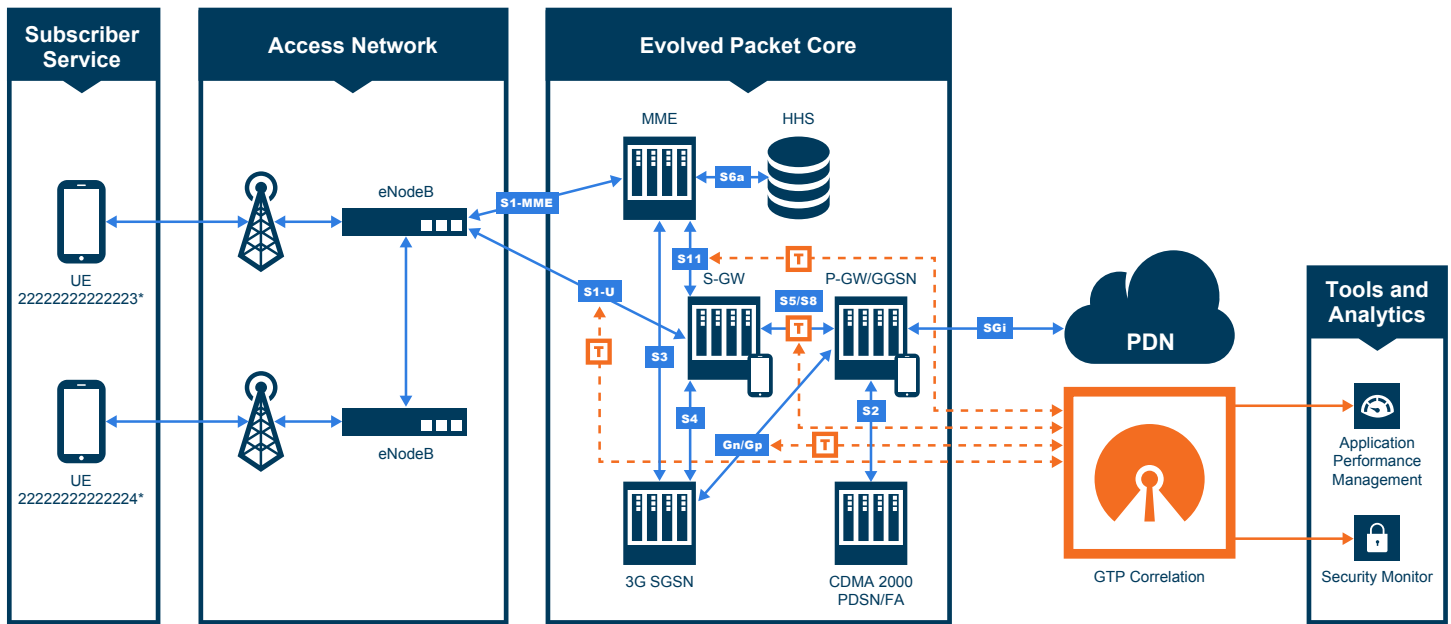 Subscriber
Service
Access Network
Evolved Packet Core
MME
HHS
S6a
eNodeB
S1-MME
UE
22222222222223*
S11
T
S-GW
P-GW/GGSN
S1-U
S5/S8
T
T
SGi
PDN
Tools and
Analytics
S3
S4
S2
Gn/Gp
T
eNodeB
UE
22222222222224*
3G SGSN
CDMA 2000
PDSN/FA
GTP Correlation
Application
Performance
Management
Security Monitor